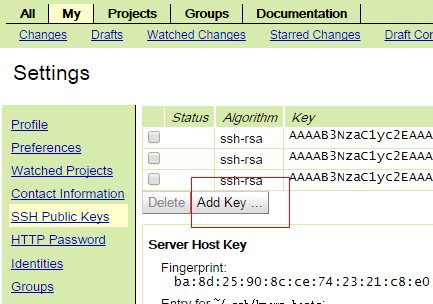 All My Projects Groups Documentation
Changes Drafts Watched Changes Starred Changes Draft Co
Settings
Profile
Preferences
Watched Projects
Contact Information
SSH Public Keys
HTTP Password
Identities
Groups
Status Algorithm Key
ssh-rsa AAAAB3NzaC1yc2EAAA
ssh-rsa AAAAB3NzaC1yc2EAAA
ssh-rsa AAAAB3NzaC1yc2EAAA
Delete Add Key ...
Server Host Key
Fingerprint:
ba:8d:25:90:8c:ce:74:23:21:c8:e0
Entry for